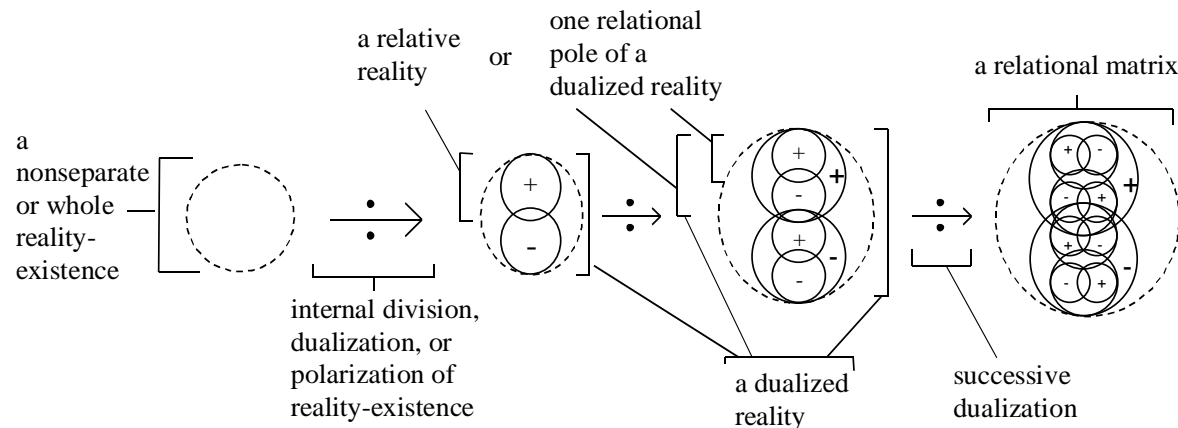 a relative
reality
or
one relational
pole of a
dualized reality
a relational matrix
a
nonseparate
or whole
reality-
existence
÷
+
-
÷
+
-
+
+
-
-
÷
+ -
- +
+
+ -
- +
-
internal division,
dualization, or
polarization of
reality-existence
a dualized
reality
successive
dualization